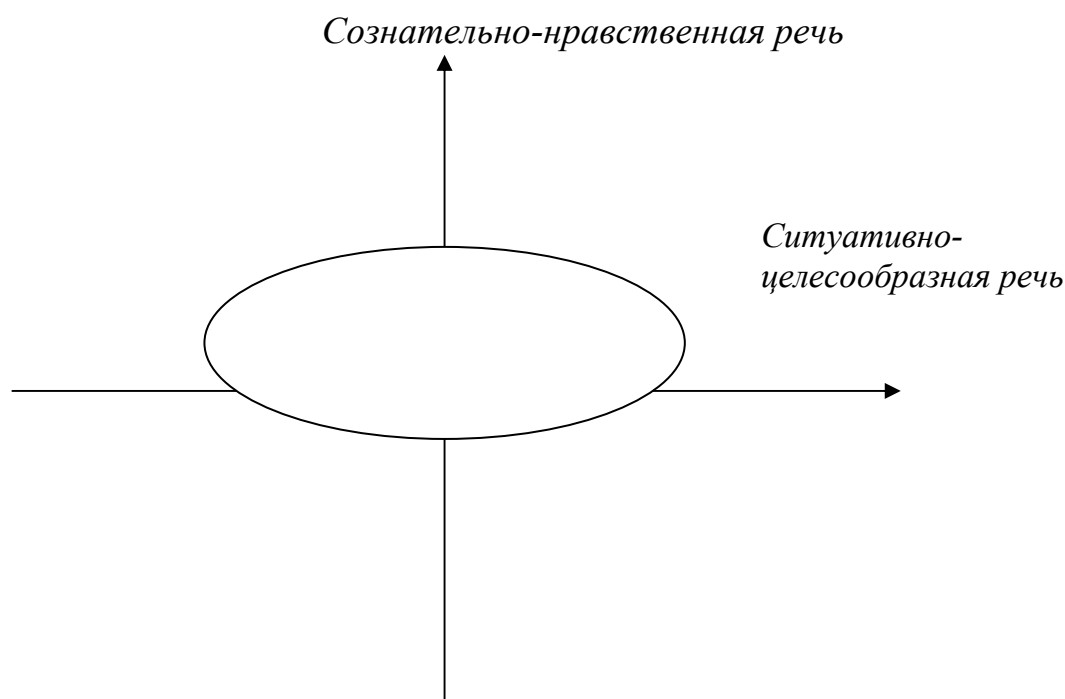 Сознательно-нравственная речь
Ситуативно-
целесообразная речь